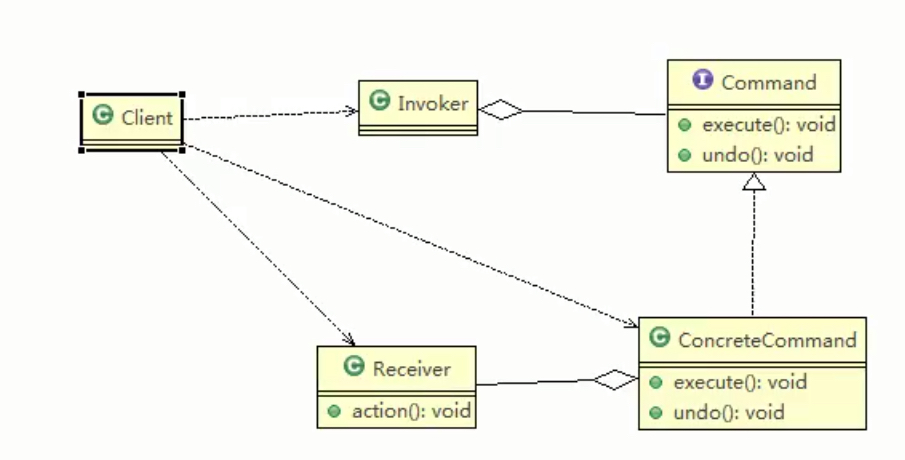 Client
Invoker
Command
execute(): void
undo(): void
Receiver
action(): void
ConcreteCommand
execute(): void
undo(): void